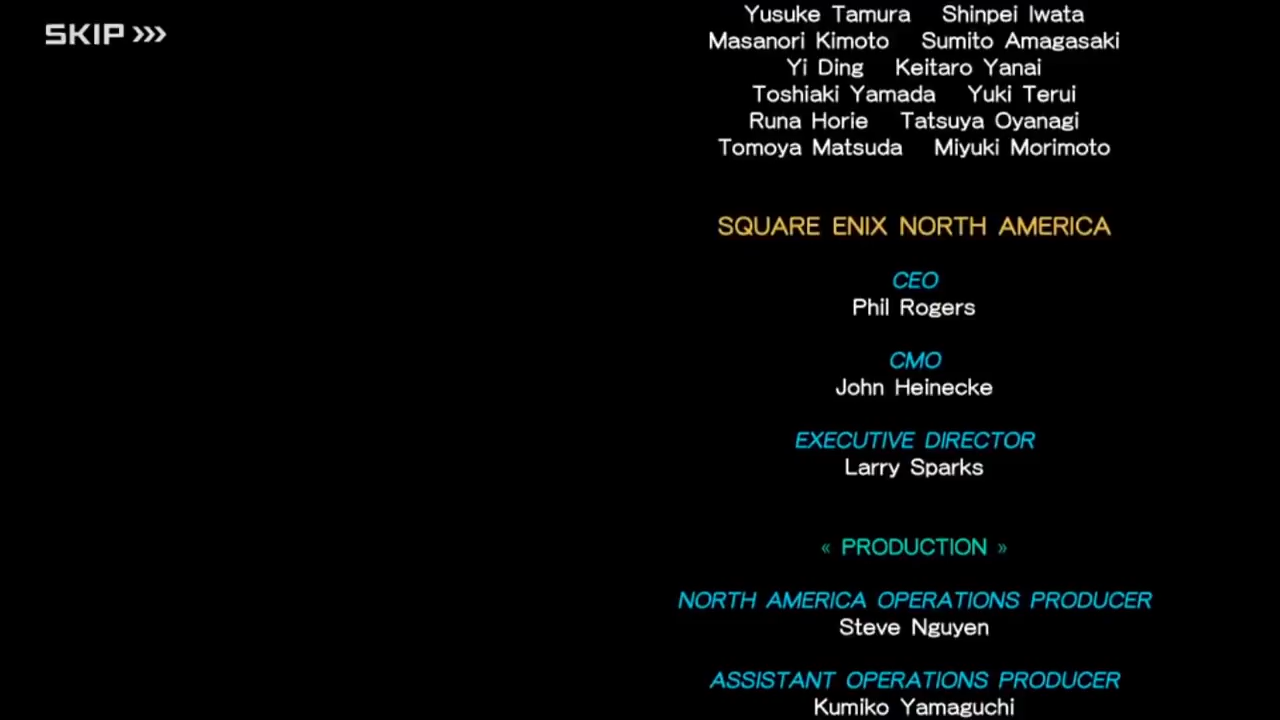 SKIP >>>
Yusuke Tamura Shinpei Iwata
Masanori Kimoto Sumito Amagasaki
Yi Ding Keitaro Yanai
Toshiaki Yamada Yuki Terui
Runa Horie Tatsuya Oyanagi
Tomoya Matsuda Miyuki Morimoto
SQUARE ENIX NORTH AMERICA
CEO
Phil Rogers
CMO
John Heinecke
EXECUTIVE DIRECTOR
Larry Sparks
« PRODUCTION »
NORTH AMERICA OPERATIONS PRODUCER
Steve Nguyen
ASSISTANT OPERATIONS PRODUCER
Kumiko Yamaguchi